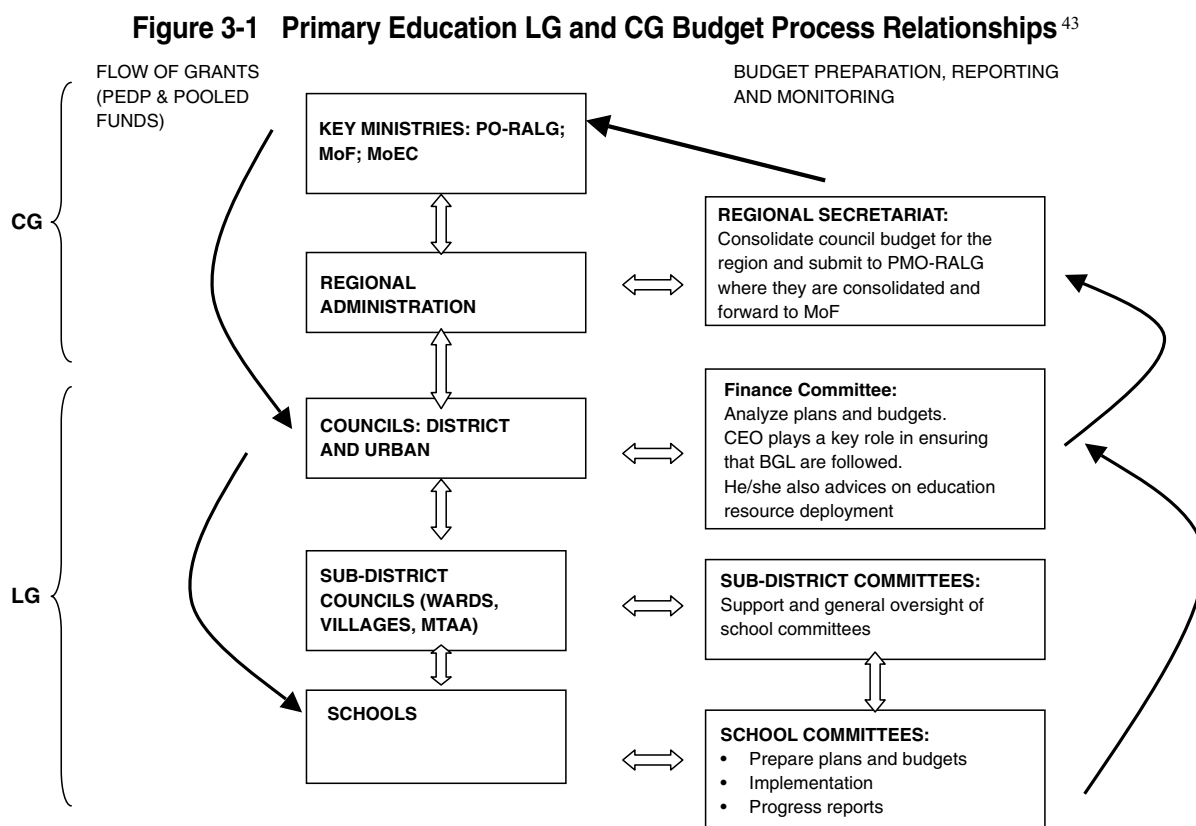 Figure 3-1 Primary Education LG and CG Budget Process Relationships 43
FLOW OF GRANTS
(PEDP & POOLED
FUNDS)
BUDGET PREPARATION, REPORTING
AND MONITORING
CG
KEY MINISTRIES: PO-RALG;
MoF; MoEC
REGIONAL
ADMINISTRATION
REGIONAL SECRETARIAT:
Consolidate council budget for the
region and submit to PMO-RALG
where they are consolidated and
forward to MoF
LG
COUNCILS: DISTRICT
AND URBAN
Finance Committee:
Analyze plans and budgets.
CEO plays a key role in ensuring
that BGL are followed.
He/she also advices on education
resource deployment
SUB-DISTRICT
COUNCILS (WARDS,
VILLAGES, MTAA)
SUB-DISTRICT COMMITTEES:
Support and general oversight of
school committees
SCHOOLS
SCHOOL COMMITTEES:
• Prepare plans and budgets
• Implementation
• Progress reports